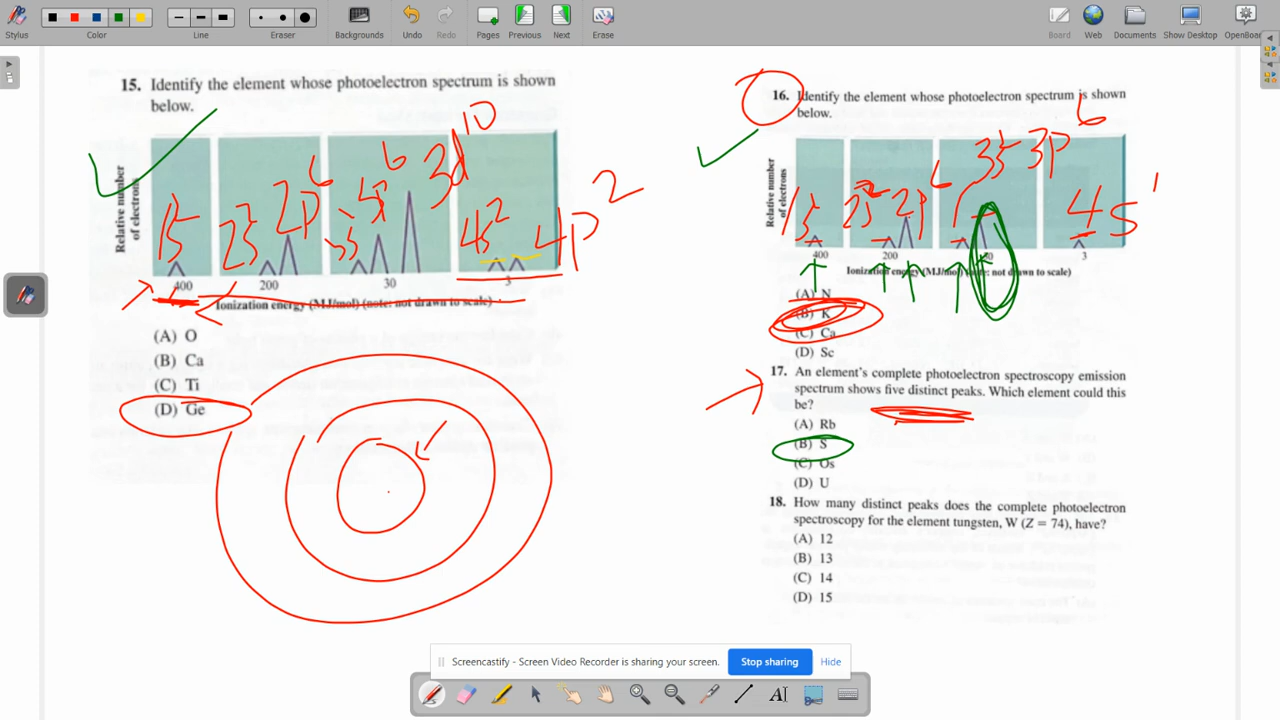 Stylus
Color
Line
Eraser
Backgrounds
Undo
Redo
Pages
Previous
Next
Erase
Board
Web
Documents
Show Desktop
OpenBoard
15. Identify the element whose photoelectron spectrum is shown
below.
Relative number
of electrons
1s
2s
2p6
3s
3p6
3d10
4s2
4p2
400
200
30
3
Ionization energy (MJ/mol) (note: not drawn to scale)
(A) O
(B) Ca
(C) Ti
(D) Ge
16. Identify the element whose photoelectron spectrum is shown
below.
Relative number
of electrons
1s
2s2
2p6
3s
3p6
4s1
400
200
3
Ionization energy (MJ/mol) (note: not drawn to scale)
(A) N
(B) K
(C) Ca
(D) Sc
17. An element's complete photoelectron spectroscopy emission
spectrum shows five distinct peaks. Which element could this
be?
(A) Rb
(B) S
(C) Os
(D) U
18. How many distinct peaks does the complete photoelectron
spectroscopy for the element tungsten, W (Z = 74), have?
(A) 12
(B) 13
(C) 14
(D) 15
Screencastify - Screen Video Recorder is sharing your screen.
Stop sharing
Hide